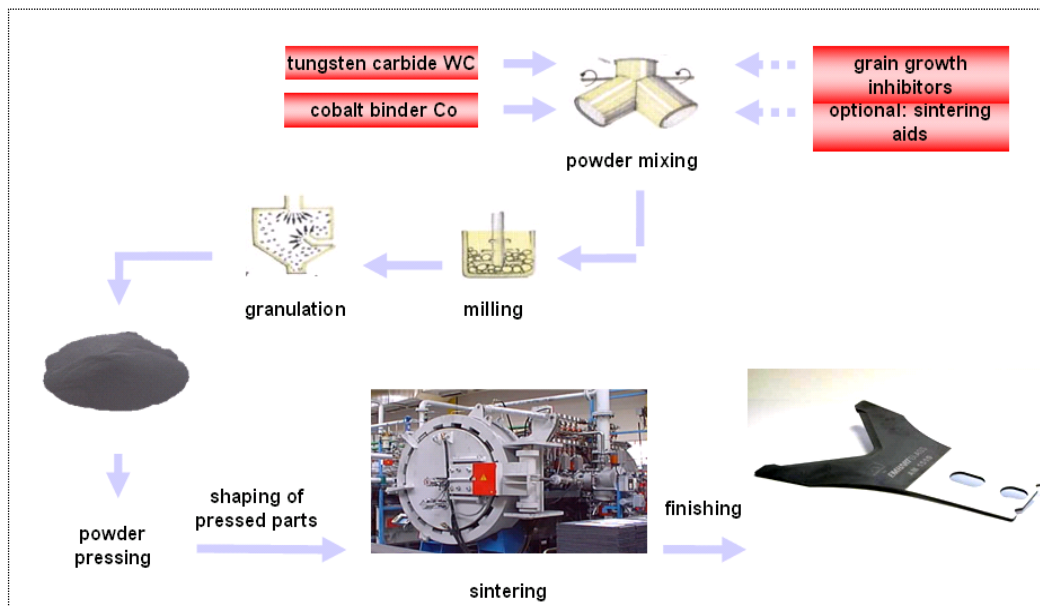 tungsten carbide WC
cobalt binder Co
grain growth
inhibitors
optional: sintering
aids
powder mixing
granulation
milling
shaping of
pressed parts
powder
pressing
finishing
sintering